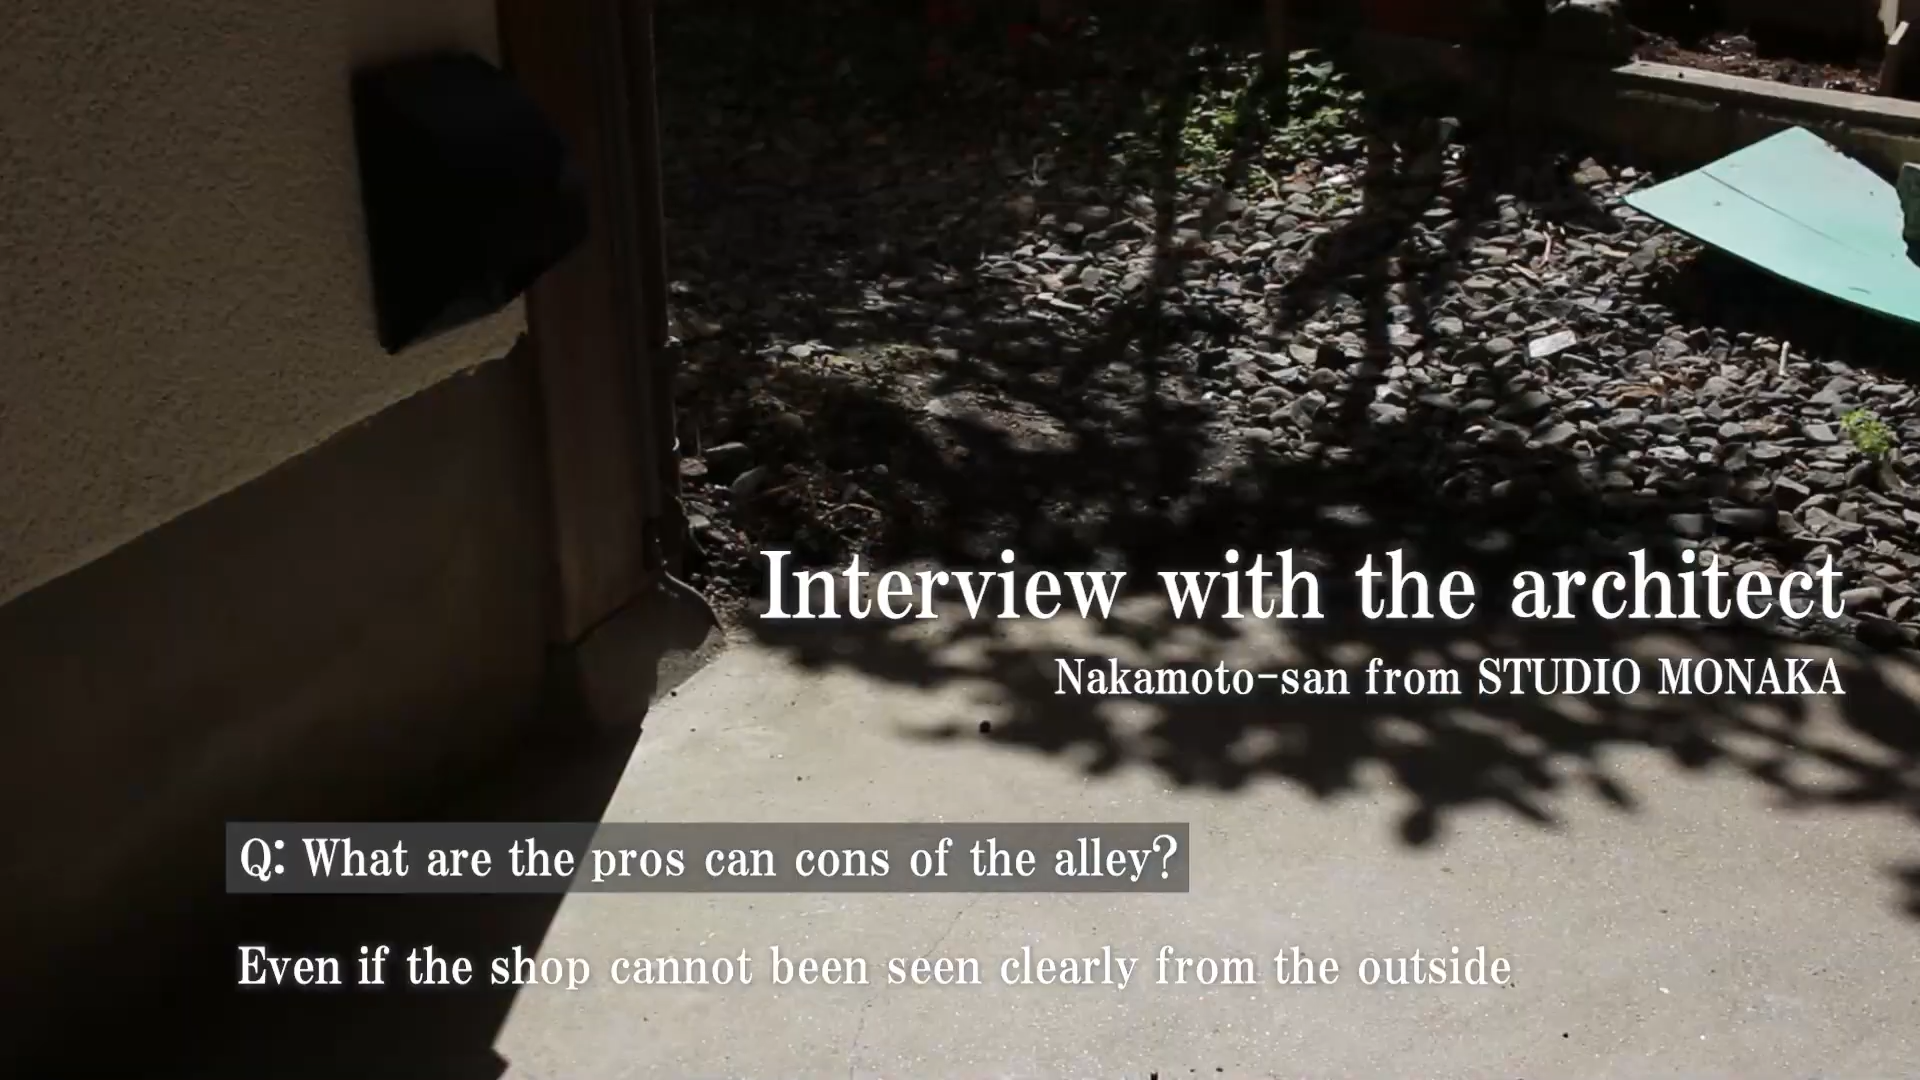 Interview with the architect
Nakamoto-san from STUDIO MONAKA
Q: What are the pros can cons of the alley?
Even if the shop cannot been seen clearly from the outside